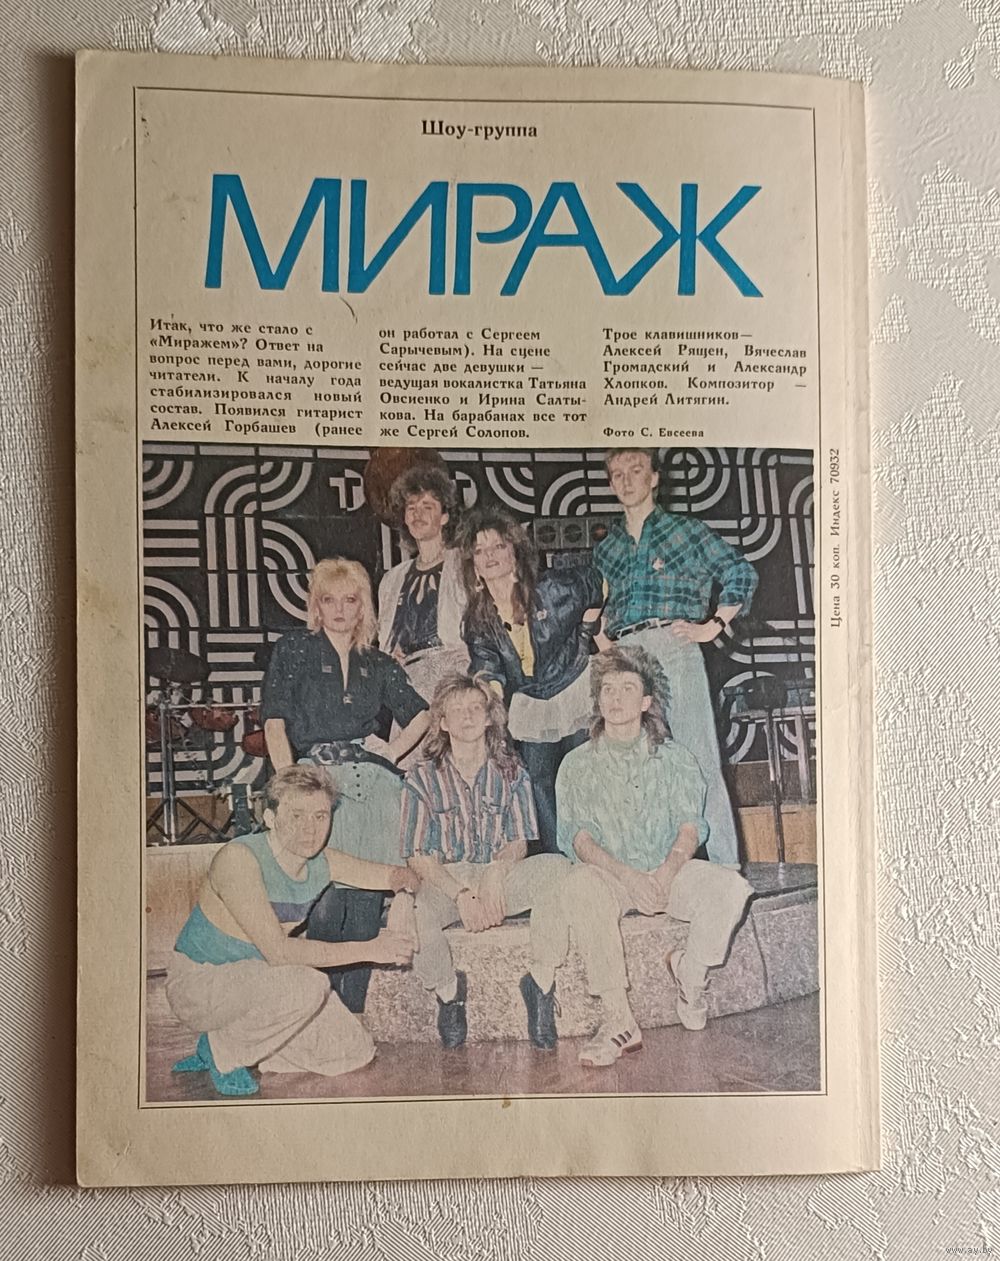 Шоу-группа
МИРАЖ
Итак, что же стало с
«Миражем»? Ответ на
вопрос перед вами, дорогие
читатели. К началу года
стабилизировался новый
состав. Появился гитарист
Алексей Горбашев (ранее
он работал с Сергеем
Сарычевым). На сцене
сейчас две девушки —
ведущая вокалистка Татьяна
Овсиенко и Ирина Салты-
кова. На барабанах все тот
же Сергей Солопов.
Трое клавишников—
Алексей Рящен, Вячеслав
Громадский и Александр
Хлопков. Композитор —
Андрей Литягин.
Фото С. Евсеева
Цена 30 коп. Индекс 70932
www.ay.by